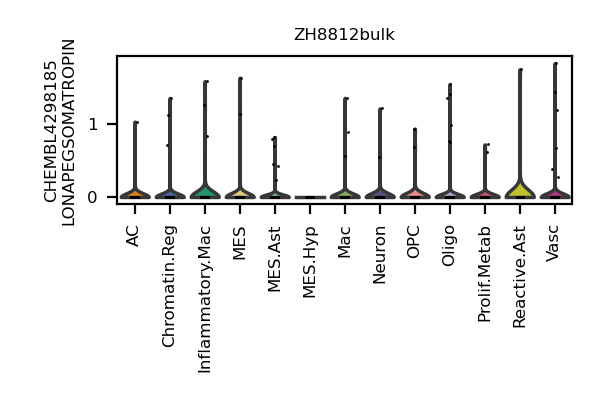 ZH8812bulk
CHEMBL4298185
LONAPEGSOMATROPIN
1
0
AC
Chromatin.Reg
Inflammatory.Mac
MES
MES.Ast
MES.Hyp
Mac
Neuron
OPC
Oligo
Prolif.Metab
Reactive.Ast
Vasc